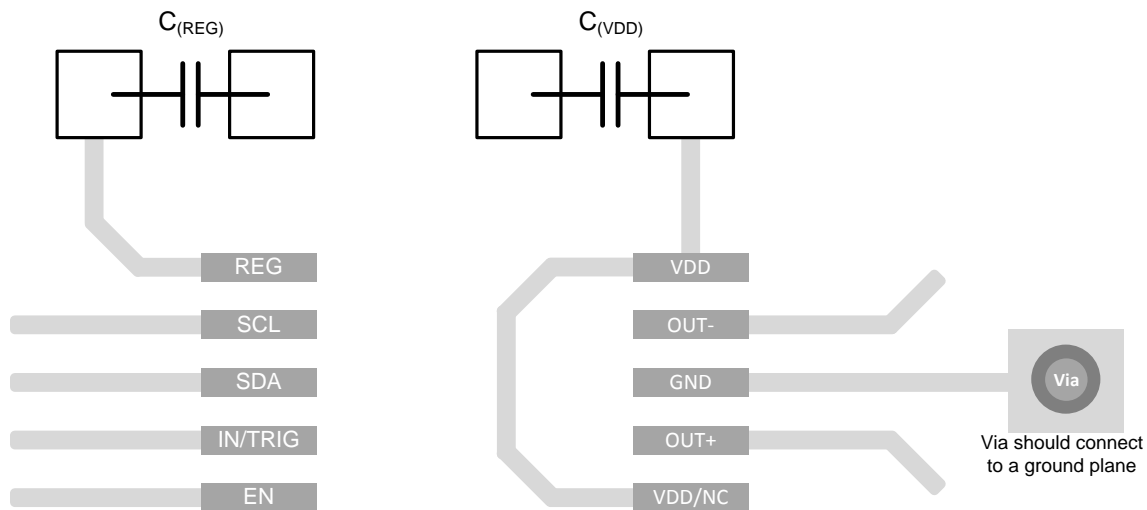 C(REG)
C(VDD)
REG
VDD
SCL
OUT-
SDA
GND
Via
IN/TRIG
OUT+
Via should connect
to a ground plane
EN
VDD/NC